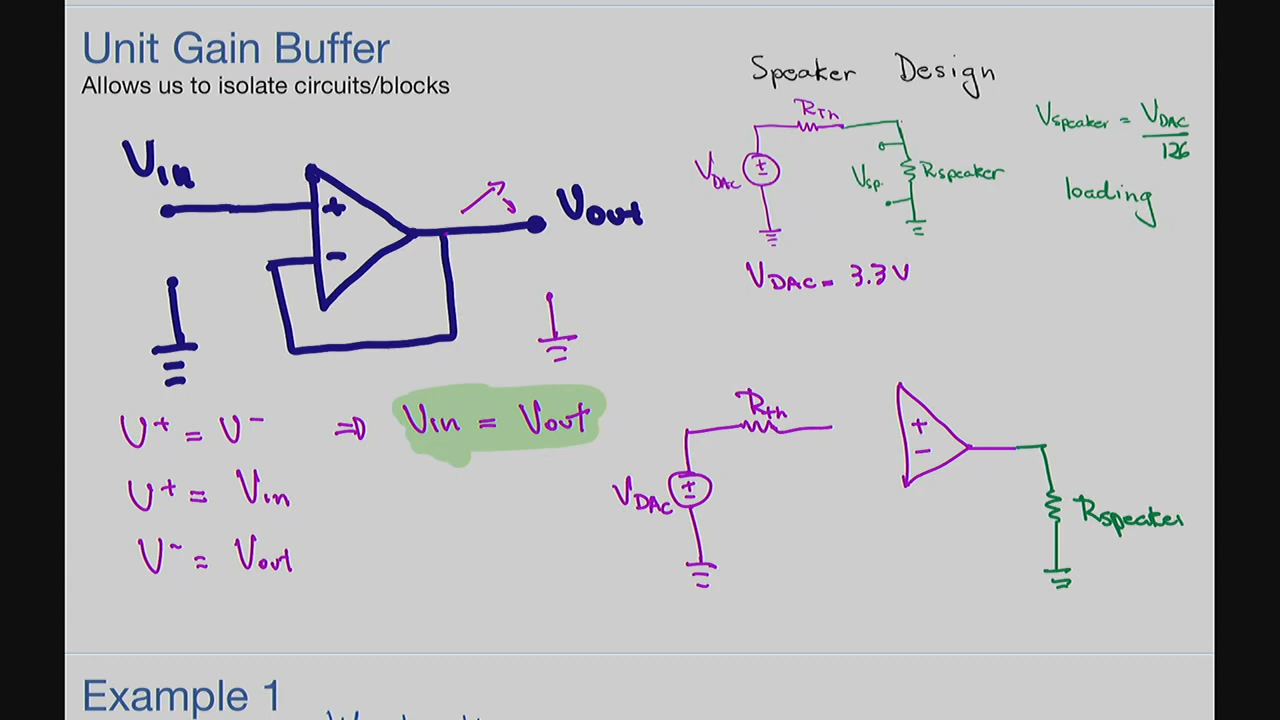 Unit Gain Buffer
Allows us to isolate circuits/blocks
Vin
+
-
Vout
V+ = V- ⇒ Vin = Vout
V+ = Vin
V- = Vout
Speaker Design
RTh
VDAC
+
-
Vsp.
Rspeaker
Vspeaker = VDAC / 126
loading
VDAC = 3.3V
Rth
VDAC
+
-
+
-
Rspeaker
Example 1